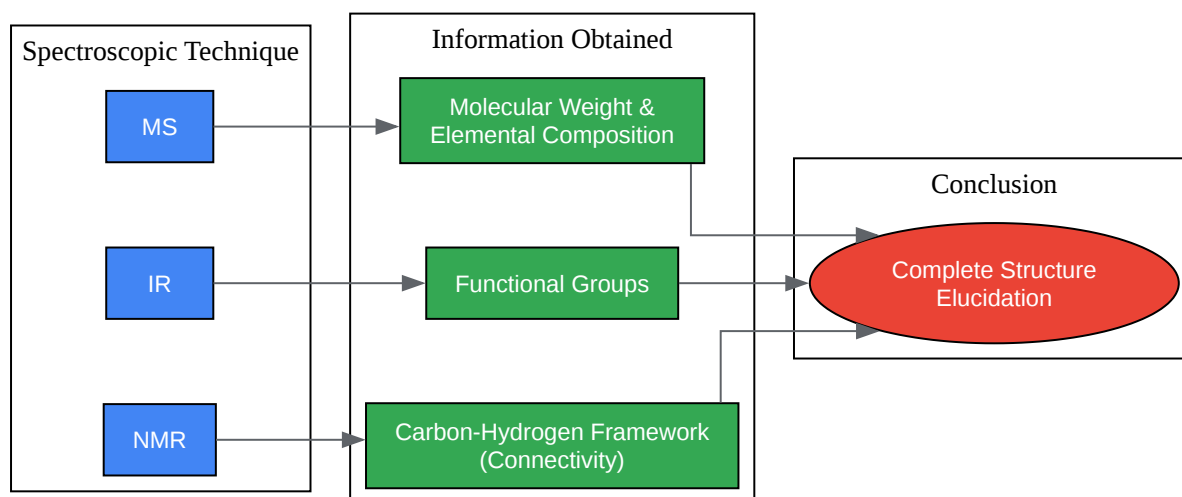 Spectroscopic Technique
Information Obtained
Conclusion
MS
Molecular Weight &
Elemental Composition
IR
Functional Groups
Complete Structure
Elucidation
NMR
Carbon-Hydrogen Framework
(Connectivity)